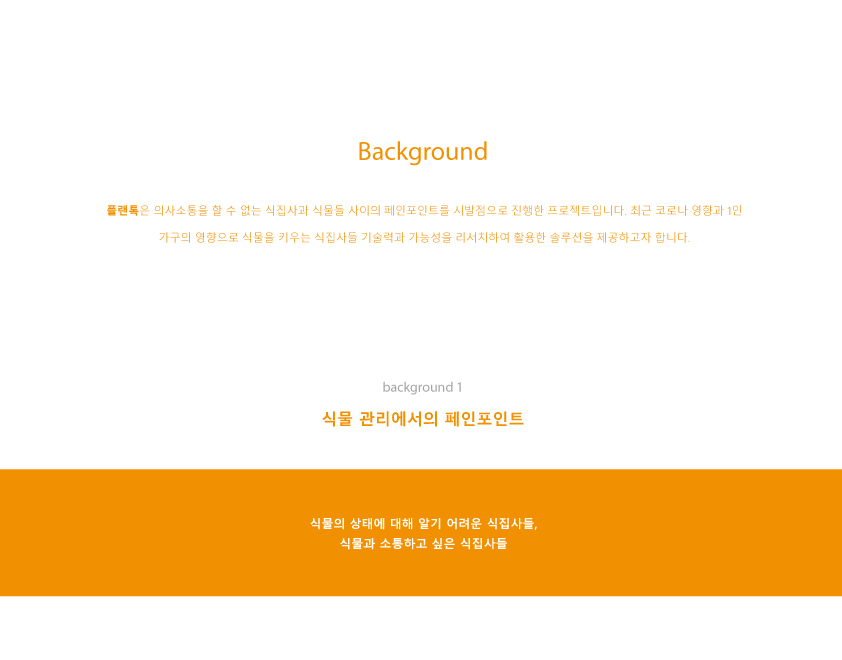 Background
플랜톡은 의사소통을 할 수 없는 식집사과 식물들 사이의 페인포인트를 시발점으로 진행한 프로젝트입니다. 최근 코로나 영향과 1인
가구의 영향으로 식물을 키우는 식집사들 기술력과 가능성을 리서치하여 활용한 솔루션을 제공하고자 합니다.
background 1
식물 관리에서의 페인포인트
식물의 상태에 대해 알기 어려운 식집사들,
식물과 소통하고 싶은 식집사들